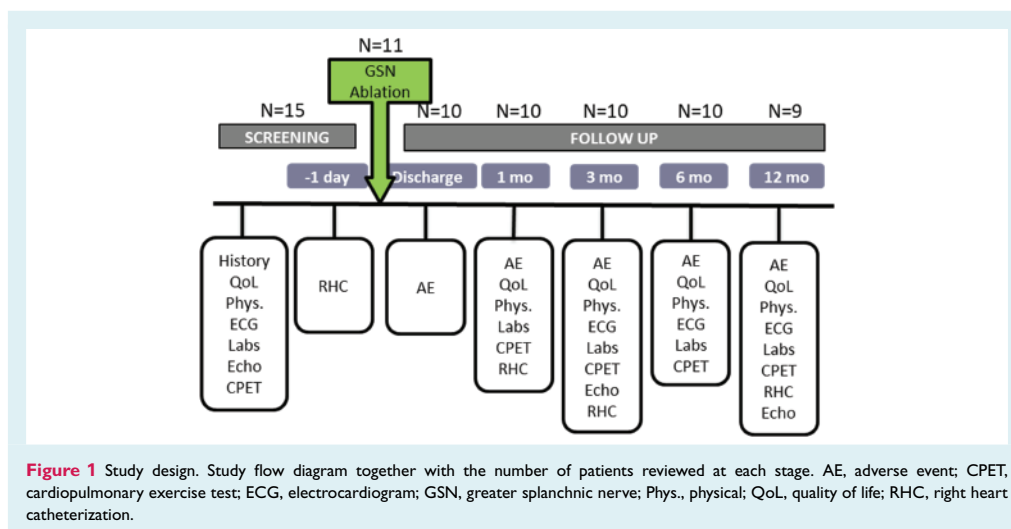 N=11
GSN
Ablation
N=15
N=10
N=10
N=10
N=10
N=9
SCREENING
FOLLOW UP
-1 day
Discharge
1 mo
3 mo
6 mo
12 mo
History
QoL
Phys.
ECG
Labs
Echo
CPET
RHC
AE
AE
QoL
Phys.
Labs
CPET
RHC
AE
QoL
Phys.
ECG
Labs
CPET
Echo
RHC
AE
QoL
Phys.
ECG
Labs
CPET
AE
QoL
Phys.
ECG
Labs
CPET
RHC
Echo
Figure 1 Study design. Study flow diagram together with the number of patients reviewed at each stage. AE, adverse event; CPET,
cardiopulmonary exercise test; ECG, electrocardiogram; GSN, greater splanchnic nerve; Phys., physical; QoL, quality of life; RHC, right heart
catheterization.